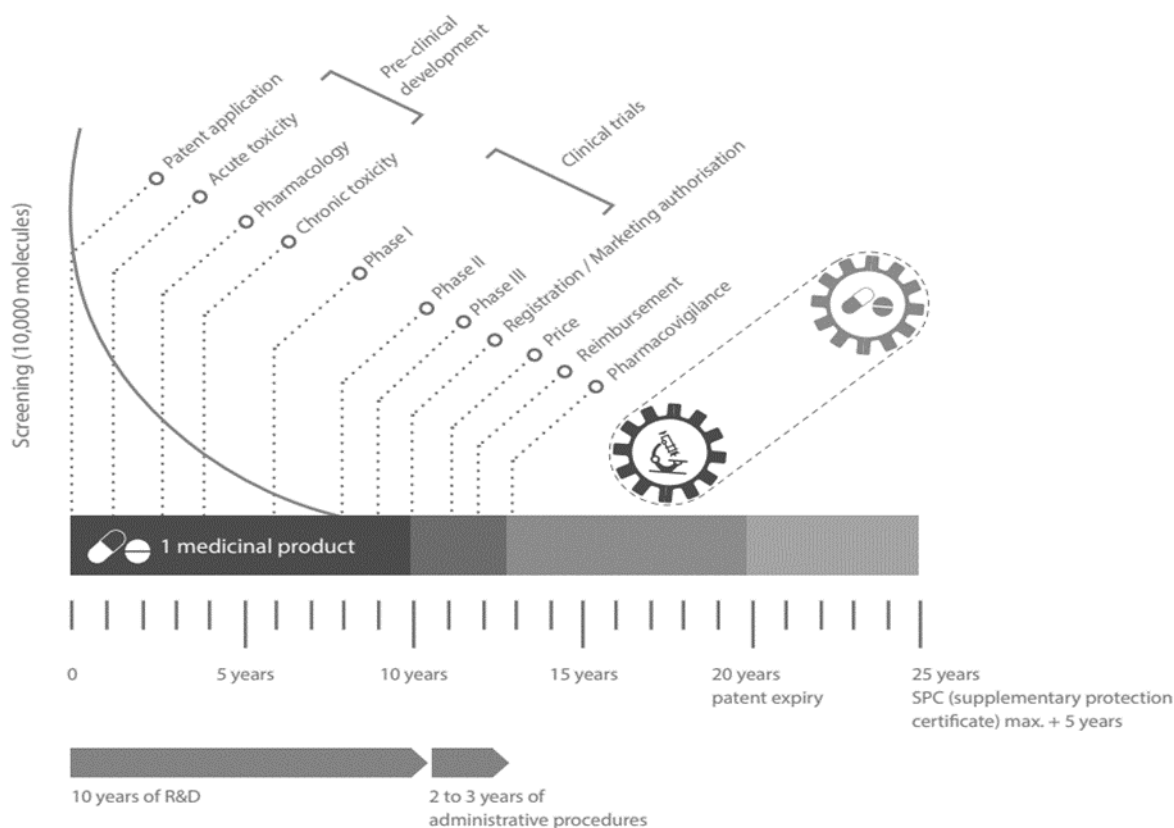 Pre-clinical
development
Clinical trials
Patent application
Acute toxicity
Pharmacology
Chronic toxicity
Phase I
Phase II
Phase III
Registration / Marketing authorisation
Price
Reimbursement
Pharmacovigilance
Screening (10,000 molecules)
1 medicinal product
0
5 years
10 years
15 years
20 years
patent expiry
25 years
SPC (supplementary protection
certificate) max. + 5 years
10 years of R&D
2 to 3 years of
administrative procedures